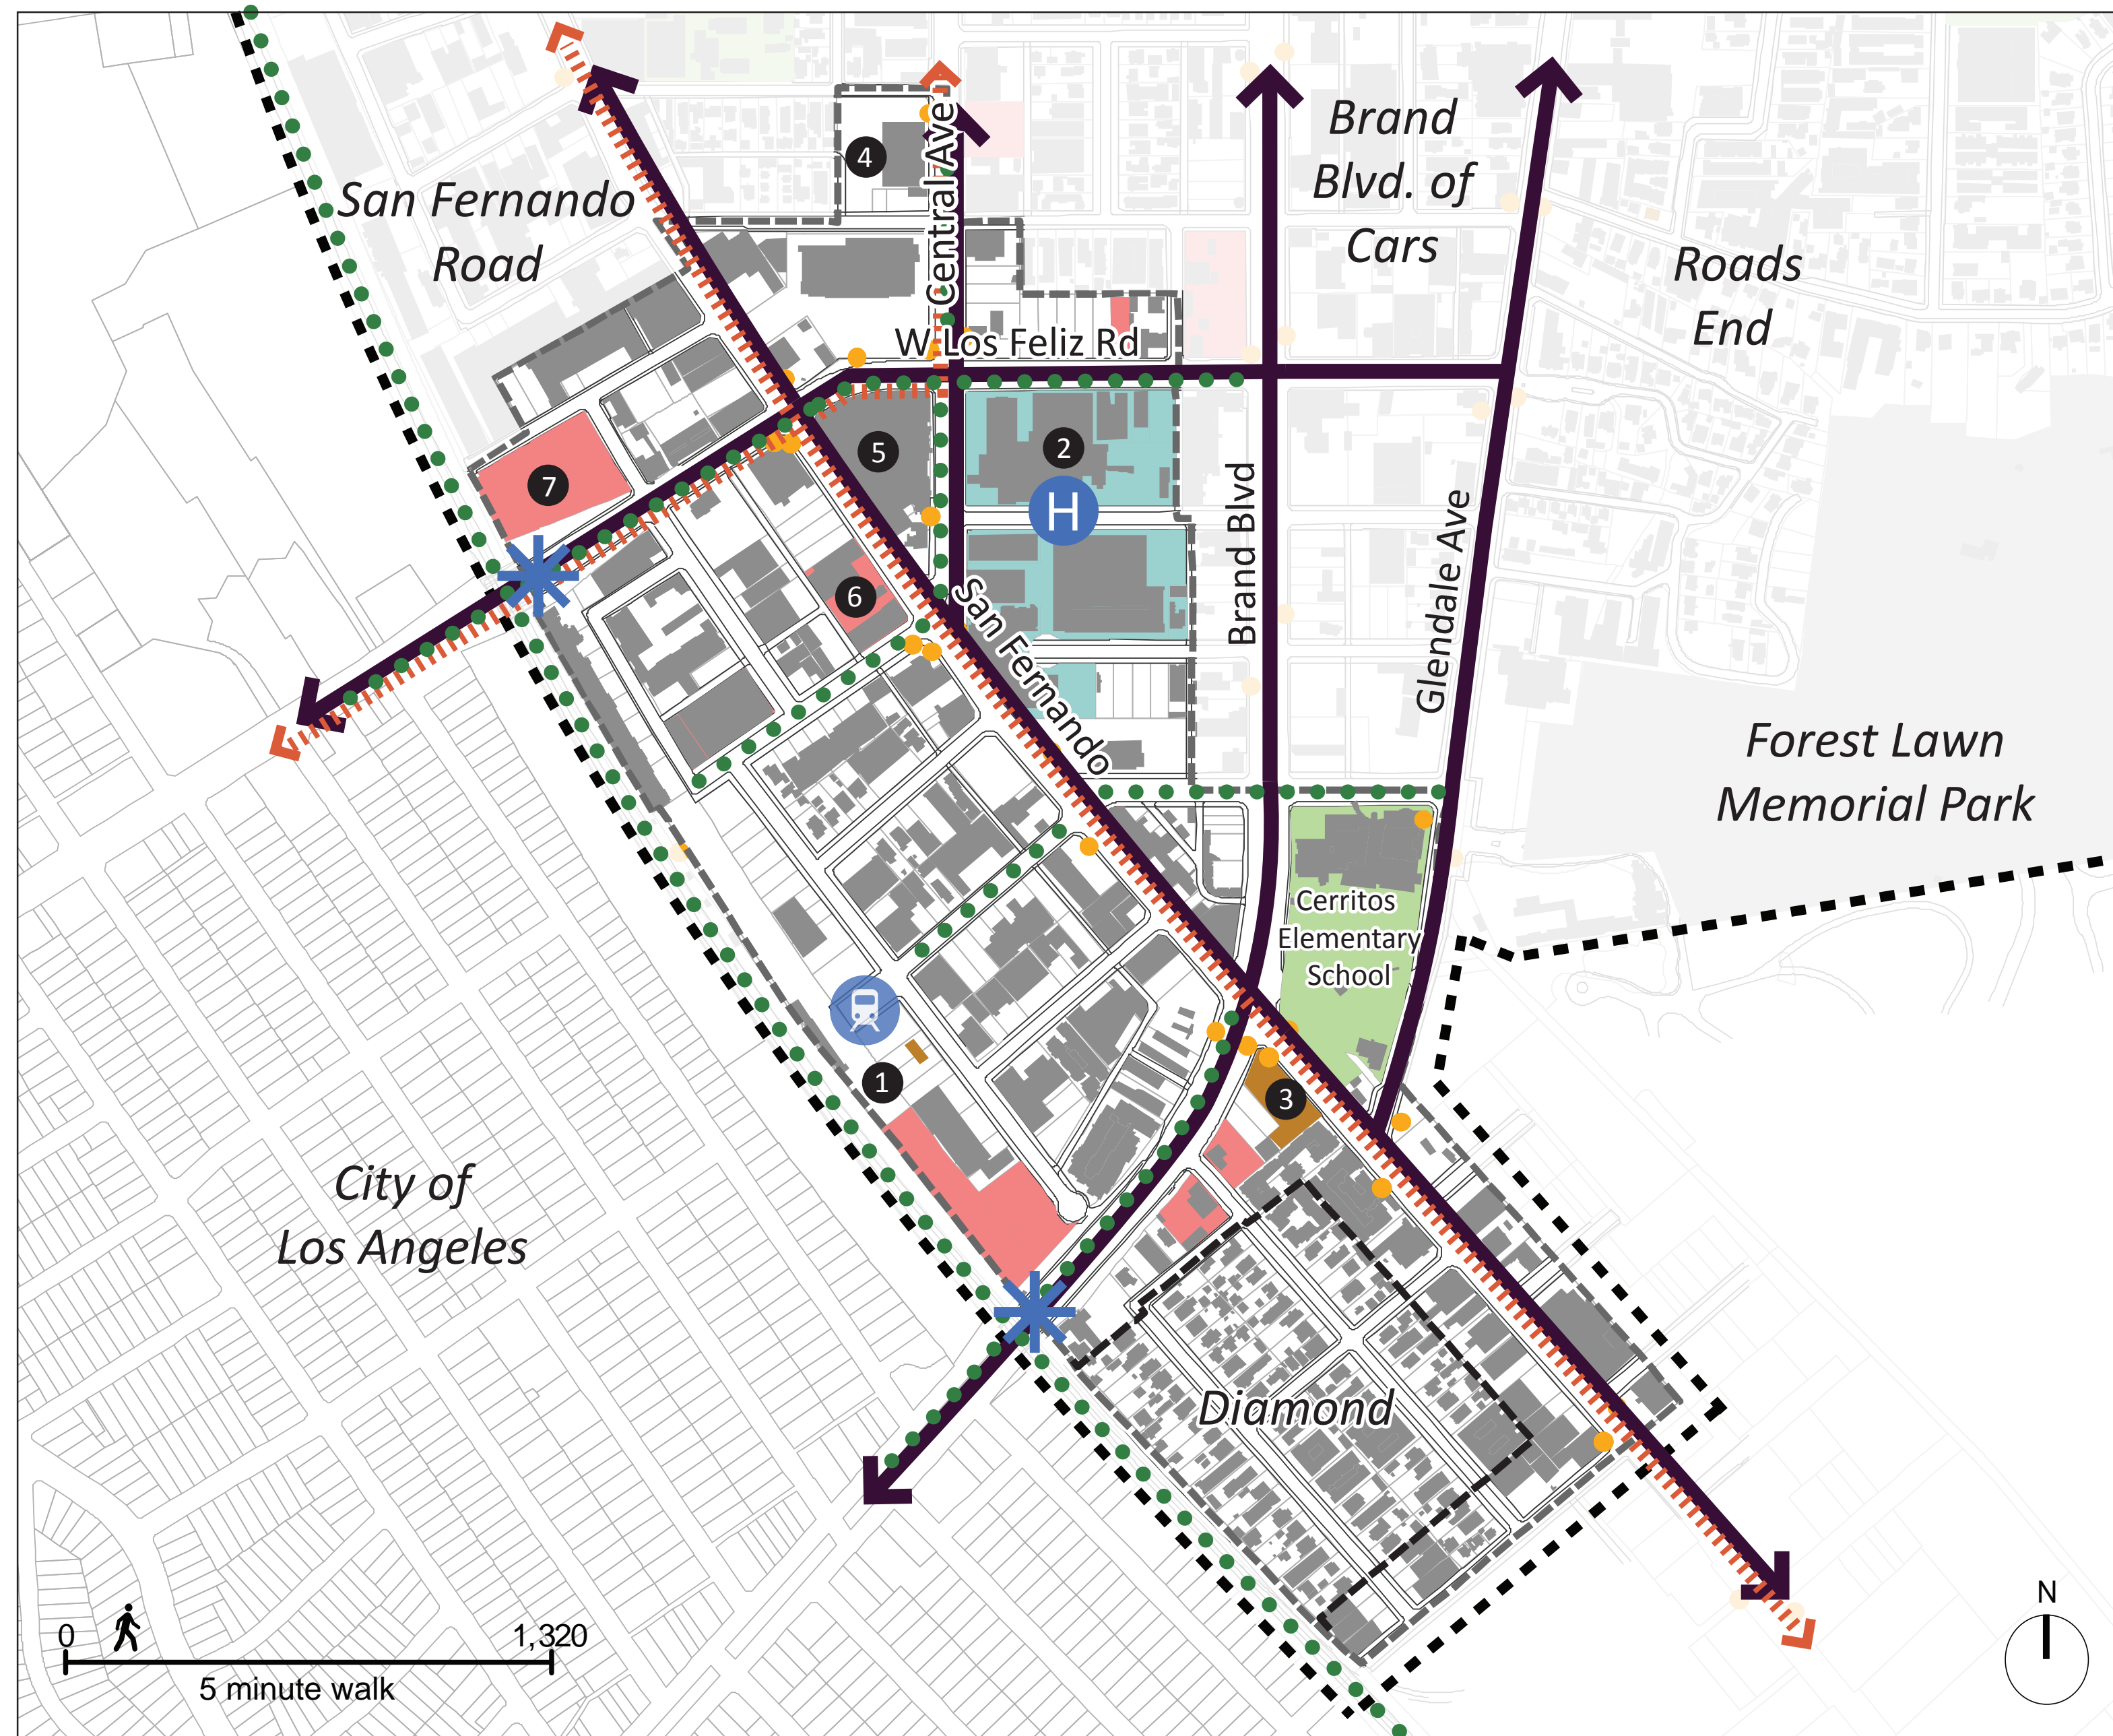 4
Central Ave
Brand
Blvd. of
Cars
San Fernando
Road
Roads
End
W Los Feliz Rd
5
2
7
H
Brand Blvd
Glendale Ave
6
San Fernando
Forest Lawn
Memorial Park
Cerritos
Elementary
School
1
3
City of
Los Angeles
Diamond
0
1,320
5 minute walk
N